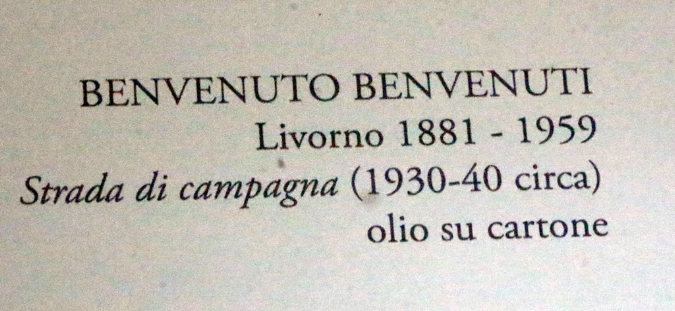 BENVENUTO BENVENUTI
Livorno 1881 - 1959
Strada di campagna (1930-40 circa)
olio su cartone